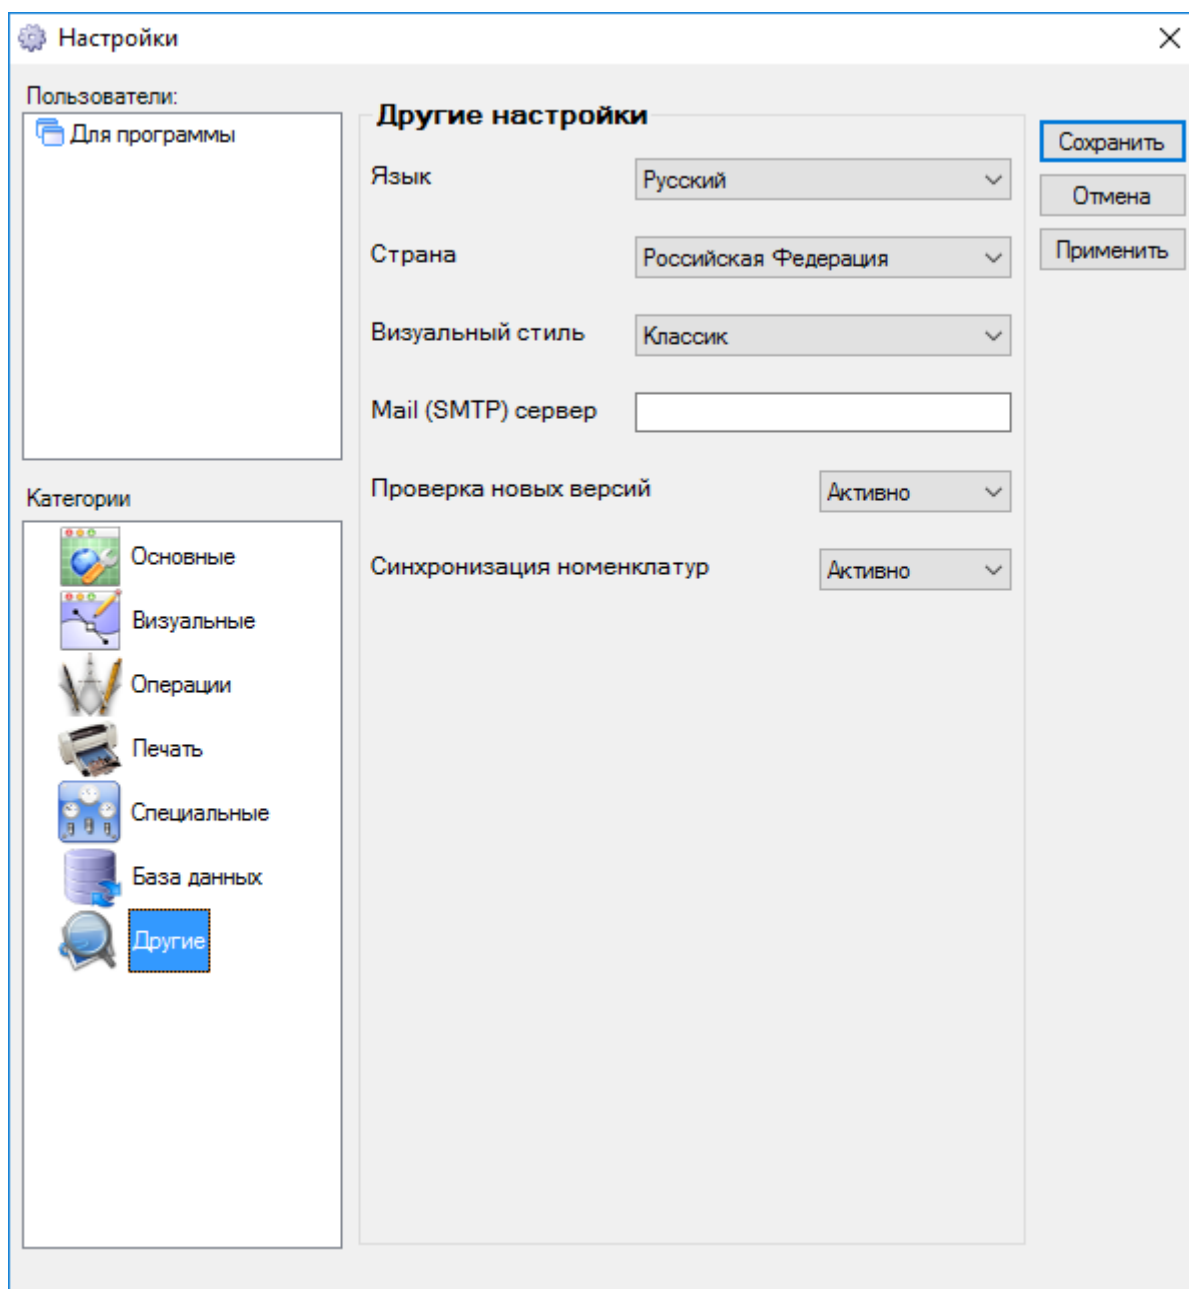 Настройки
Пользователи:
Для программы
Категории
Основные
Визуальные
Операции
Печать
Специальные
База данных
Другие
Другие настройки
Язык Русский
Страна Российская Федерация
Визуальный стиль Классик
Mail (SMTP) сервер
Проверка новых версий Активно
Синхронизация номенклатур Активно
Сохранить
Отмена
Применить